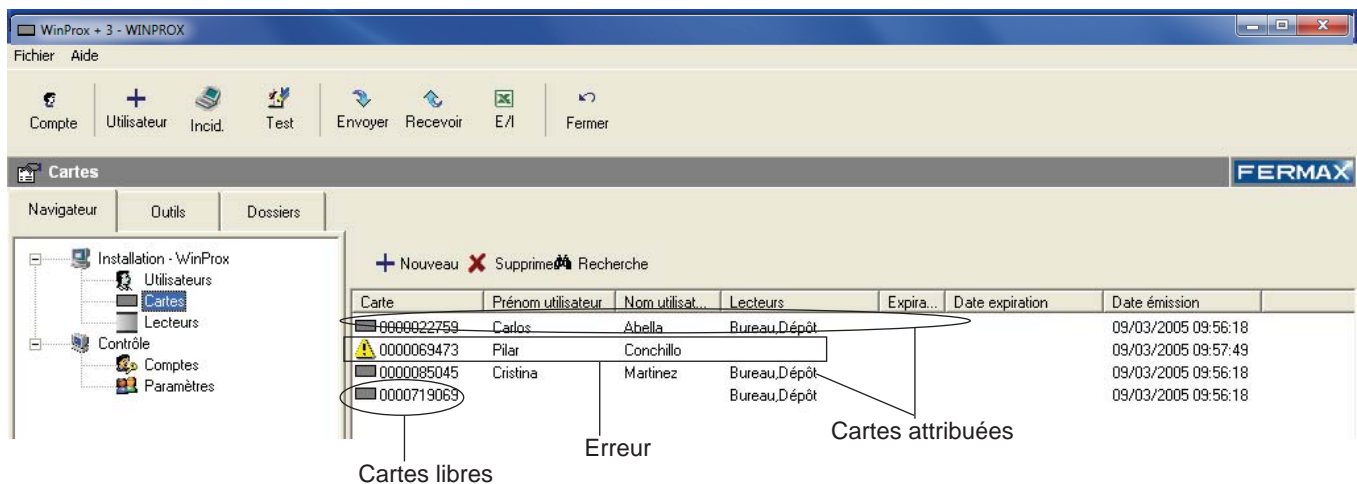 WinProx + 3 - WINPROX
Fichier Aide
Compte Utilisateur Incid. Test Envoyer Recevoir E/I Fermer
Cartes FERMAX
Navigateur Outils Dossiers
Installation - WinProx
Utilisateurs
Cartes
Lecteurs
Contrôle
Comptes
Paramètres
Nouveau Supprime Recherche
Carte Prénom utilisateur Nom utilisat... Lecteurs Expira... Date expiration Date émission
0000022759 Carlos Abella Bureau,Dépôt 09/03/2005 09:56:18
0000069473 Pilar Conchillo 09/03/2005 09:57:49
0000085045 Cristina Martinez Bureau,Dépôt 09/03/2005 09:56:18
0000719069 Bureau,Dépôt 09/03/2005 09:56:18
Cartes attribuées
Erreur
Cartes libres